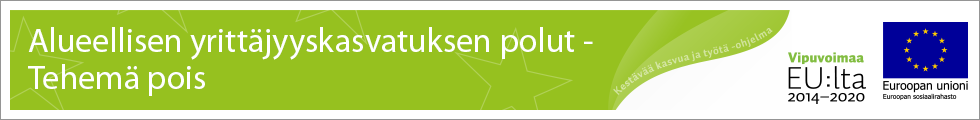 Alueellisen yrittäjyyskasvatuksen polut -
Tehemä pois
Kestävää kasvua ja työtä -ohjelma
Vipuvoimaa
EU:lta
2014–2020
Euroopan unioni
Euroopan sosiaalirahasto